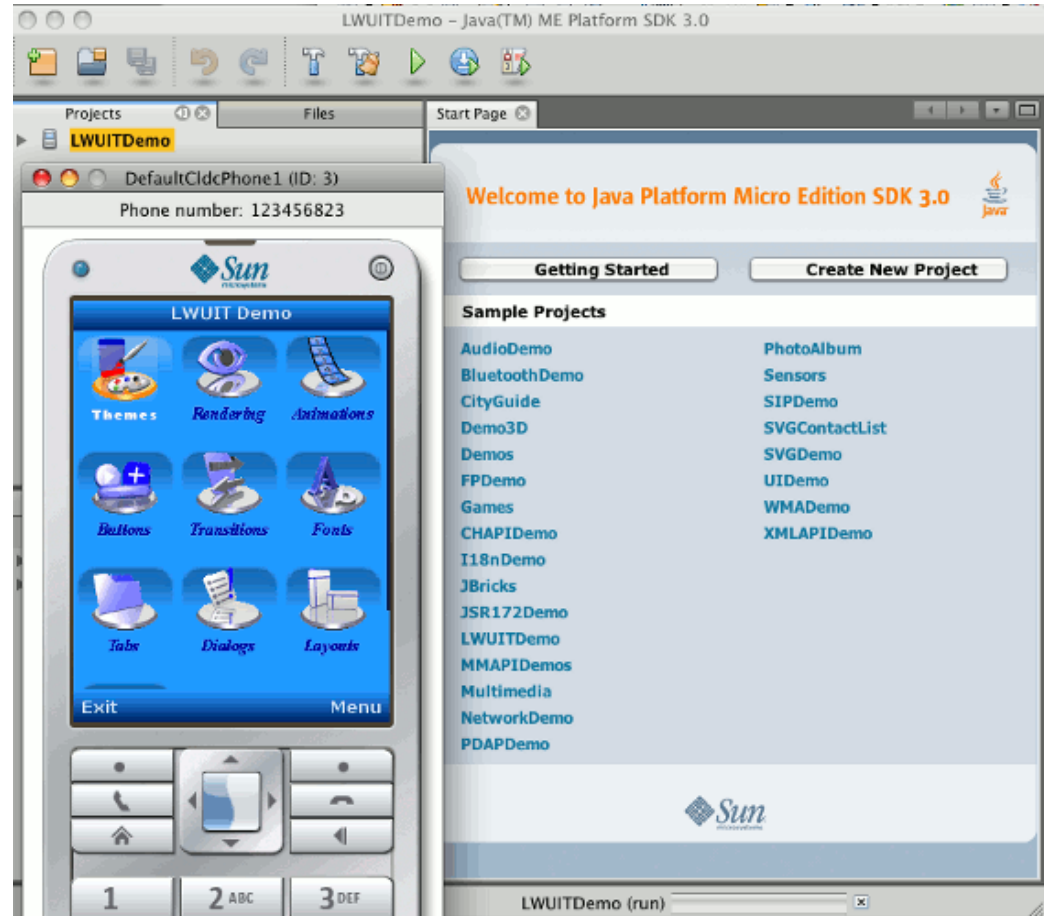 LWUITDemo – Java(TM) ME Platform SDK 3.0
Projects
Files
Start Page
LWUITDemo
DefaultCldcPhone1 (ID: 3)
Phone number: 123456823
Sun
microsystems
LWUIT Demo
Themes
Rendering
Animations
Buttons
Transitions
Fonts
Tabs
Dialogs
Layouts
Exit
Menu
1
2 ABC
3 DEF
Welcome to Java Platform Micro Edition SDK 3.0
Java
Getting Started
Create New Project
Sample Projects
AudioDemo
BluetoothDemo
CityGuide
Demo3D
Demos
FPDemo
Games
CHAPIDemo
I18nDemo
JBricks
JSR172Demo
LWUITDemo
MMAPIDemos
Multimedia
NetworkDemo
PDAPDemo
PhotoAlbum
Sensors
SIPDemo
SVGContactList
SVGDemo
UIDemo
WMADemo
XMLAPIDemo
Sun
microsystems
LWUITDemo (run)